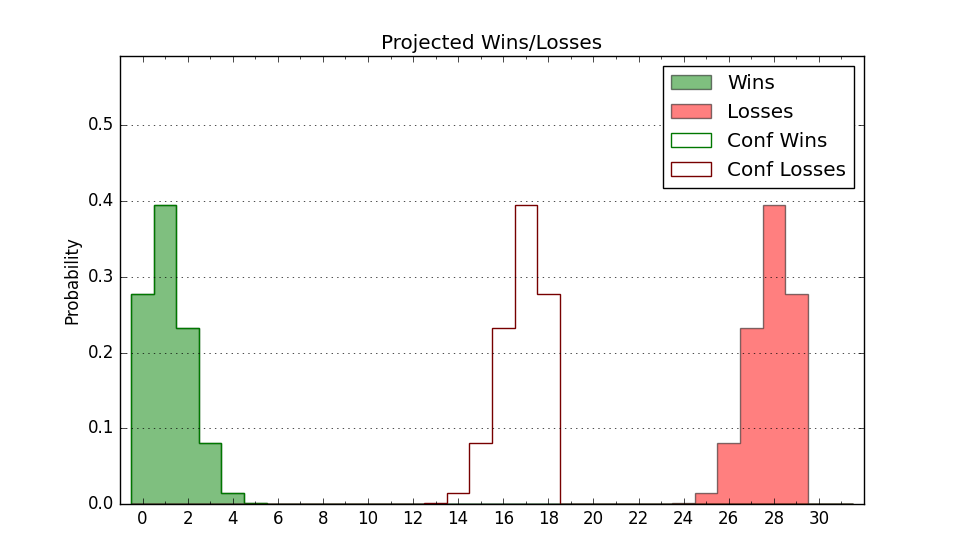 Projected Wins/Losses
Wins
Losses
Conf Wins
Conf Losses
Probability
0.5
0.4
0.3
0.2
0.1
0.0
0 2 4 6 8 10 12 14 16 18 20 22 24 26 28 30